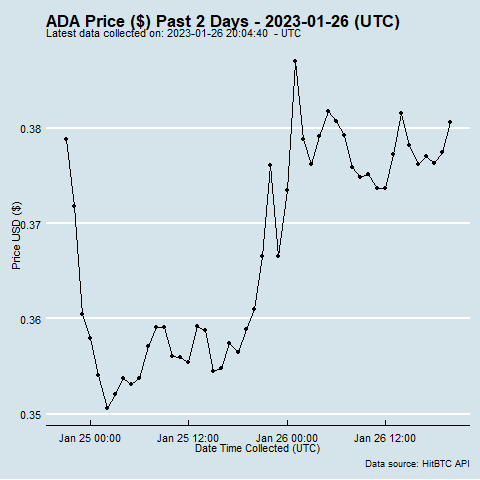 ADA Price ($) Past 2 Days - 2023-01-26 (UTC)
Latest data collected on: 2023-01-26 20:04:40 - UTC
Price USD ($)
0.38
0.37
0.36
0.35
Jan 25 00:00 Jan 25 12:00 Jan 26 00:00 Jan 26 12:00
Date Time Collected (UTC)
Data source: HitBTC API